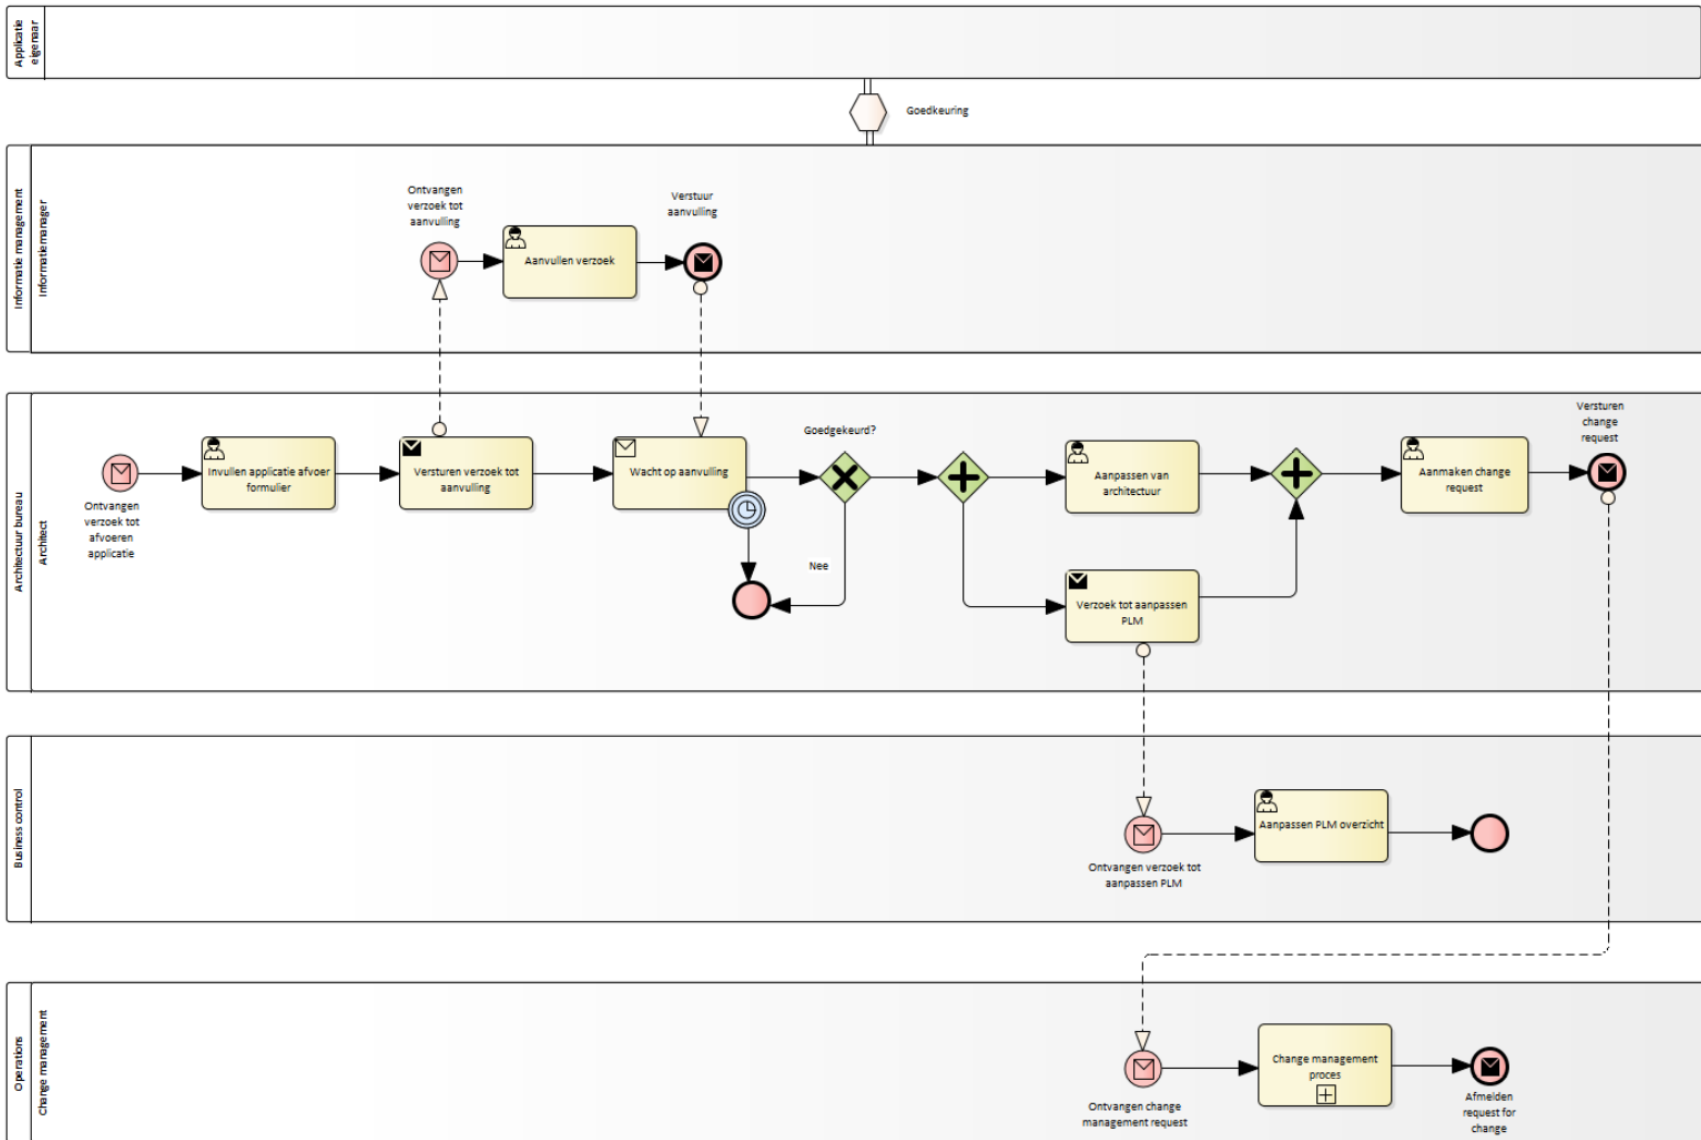 Applicatie
eigenaar
Goedkeuring
Informatie management
Informatiemanager
Ontvangen
verzoek tot
aanvulling
Aanvullen verzoek
Verstuur
aanvulling
Architectuur bureau
Architect
Ontvangen
verzoek tot
afvoeren
applicatie
Invullen applicatie afvoer
formulier
Versturen verzoek tot
aanvulling
Wacht op aanvulling
Goedgekeurd?
Nee
Aanpassen van
architectuur
Verzoek tot aanpassen
PLM
Aanmaken change
request
Versturen
change
request
Business control
Ontvangen verzoek tot
aanpassen PLM
Aanpassen PLM overzicht
Operations
Change management
Ontvangen change
management request
Change management
proces
Afmelden
request for
change